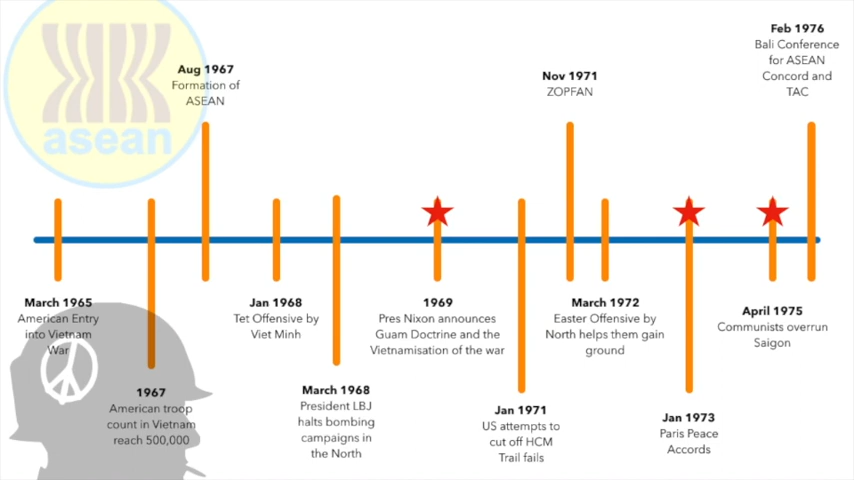 asean
Aug 1967
Formation of
ASEAN
Nov 1971
ZOPFAN
Feb 1976
Bali Conference
for ASEAN
Concord and
TAC
March 1965
American Entry
into Vietnam
War
1967
American troop
count in Vietnam
reach 500,000
Jan 1968
Tet Offensive by
Viet Minh
March 1968
President LBJ
halts bombing
campaigns in
the North
1969
Pres Nixon announces
Guam Doctrine and the
Vietnamisation of the war
Jan 1971
US attempts to
cut off HCM
Trail fails
March 1972
Easter Offensive by
North helps them gain
ground
Jan 1973
Paris Peace
Accords
April 1975
Communists overrun
Saigon